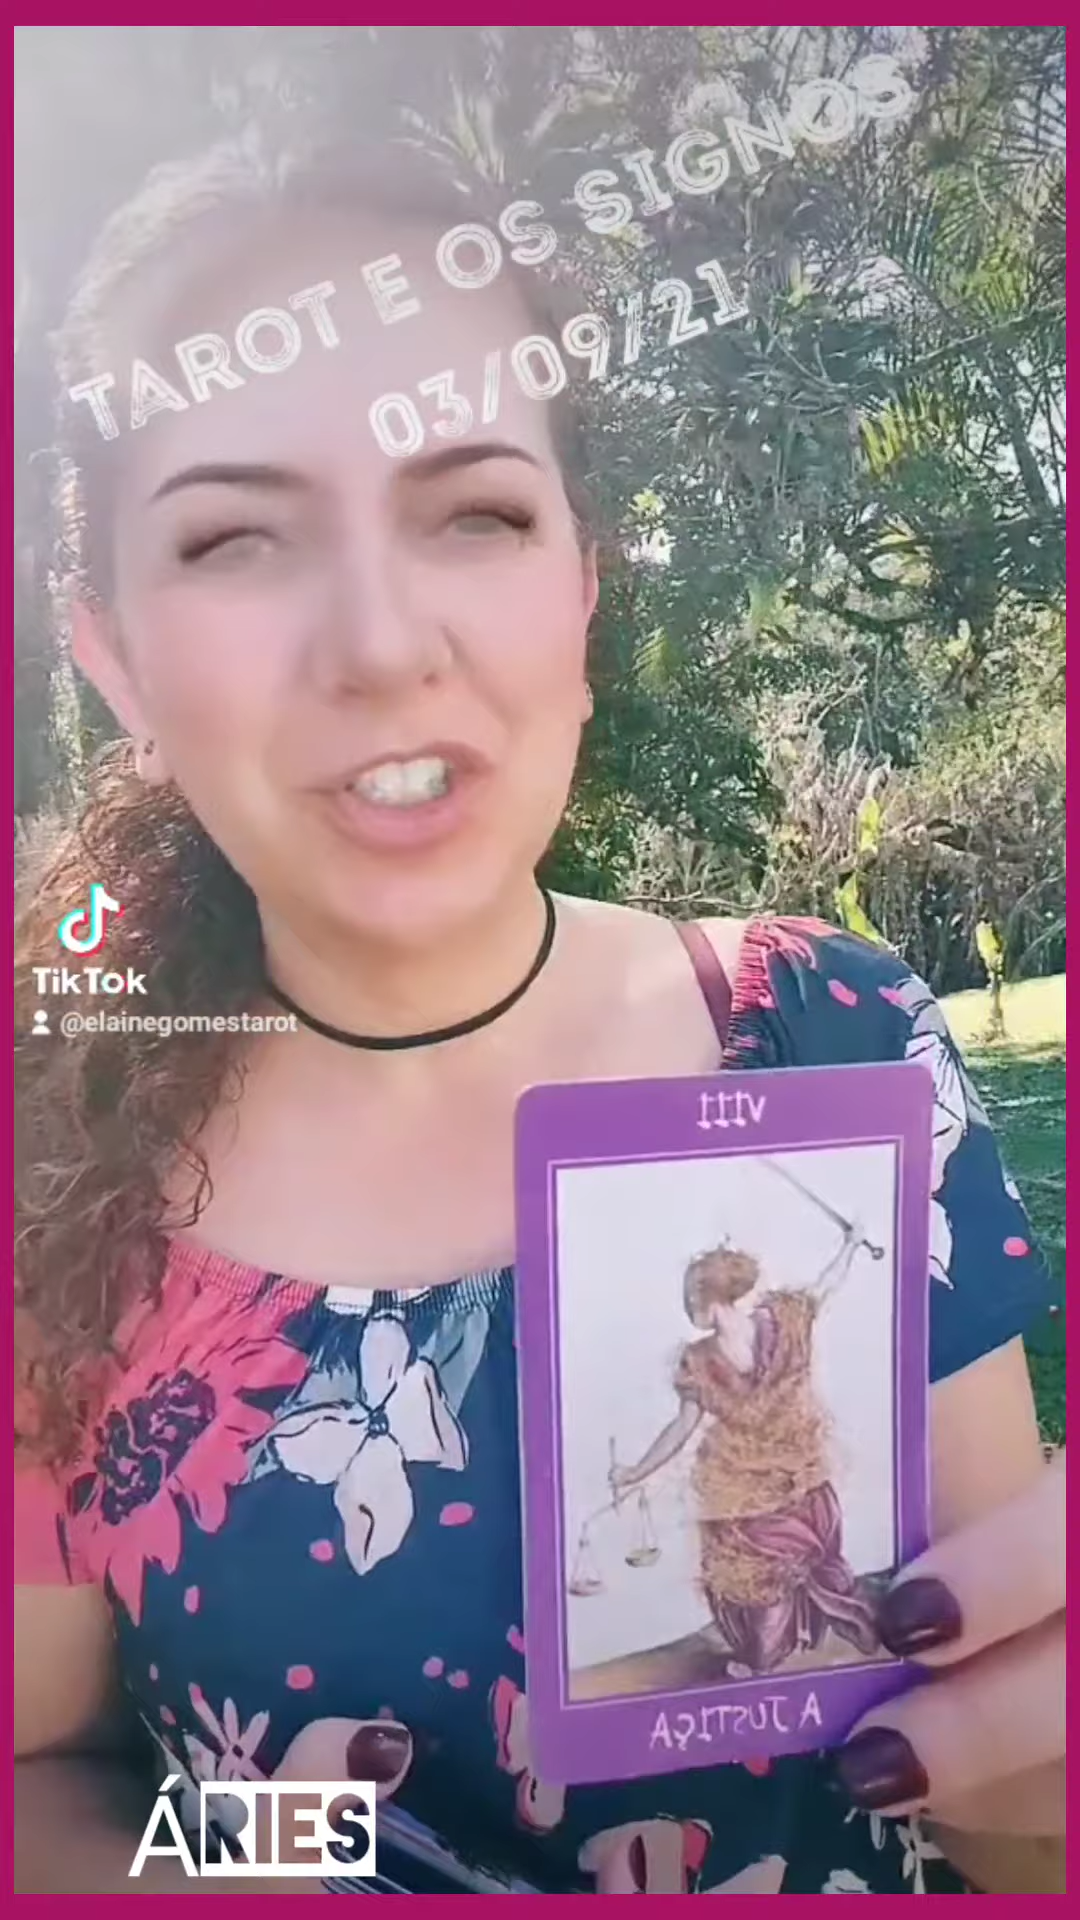 TAROT E OS SIGNOS
03/09/21
TikTok
@elainegomestarot
VIII
A JUSTIÇA
ÁRIES